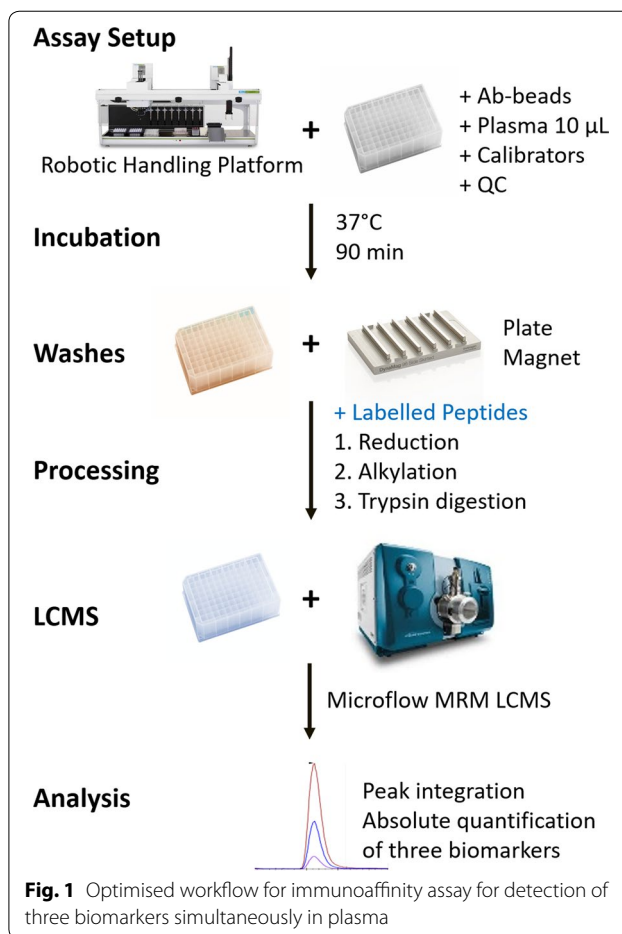 Assay Setup
+
+ Ab-beads
+ Plasma 10 µL
+ Calibrators
+ QC
Robotic Handling Platform
Incubation
37°C
90 min
Washes
+
Plate
Magnet
+ Labelled Peptides
1. Reduction
2. Alkylation
3. Trypsin digestion
Processing
LCMS
+
Microflow MRM LCMS
Analysis
Peak integration
Absolute quantification
of three biomarkers
Fig. 1 Optimised workflow for immunoaffinity assay for detection of
three biomarkers simultaneously in plasma